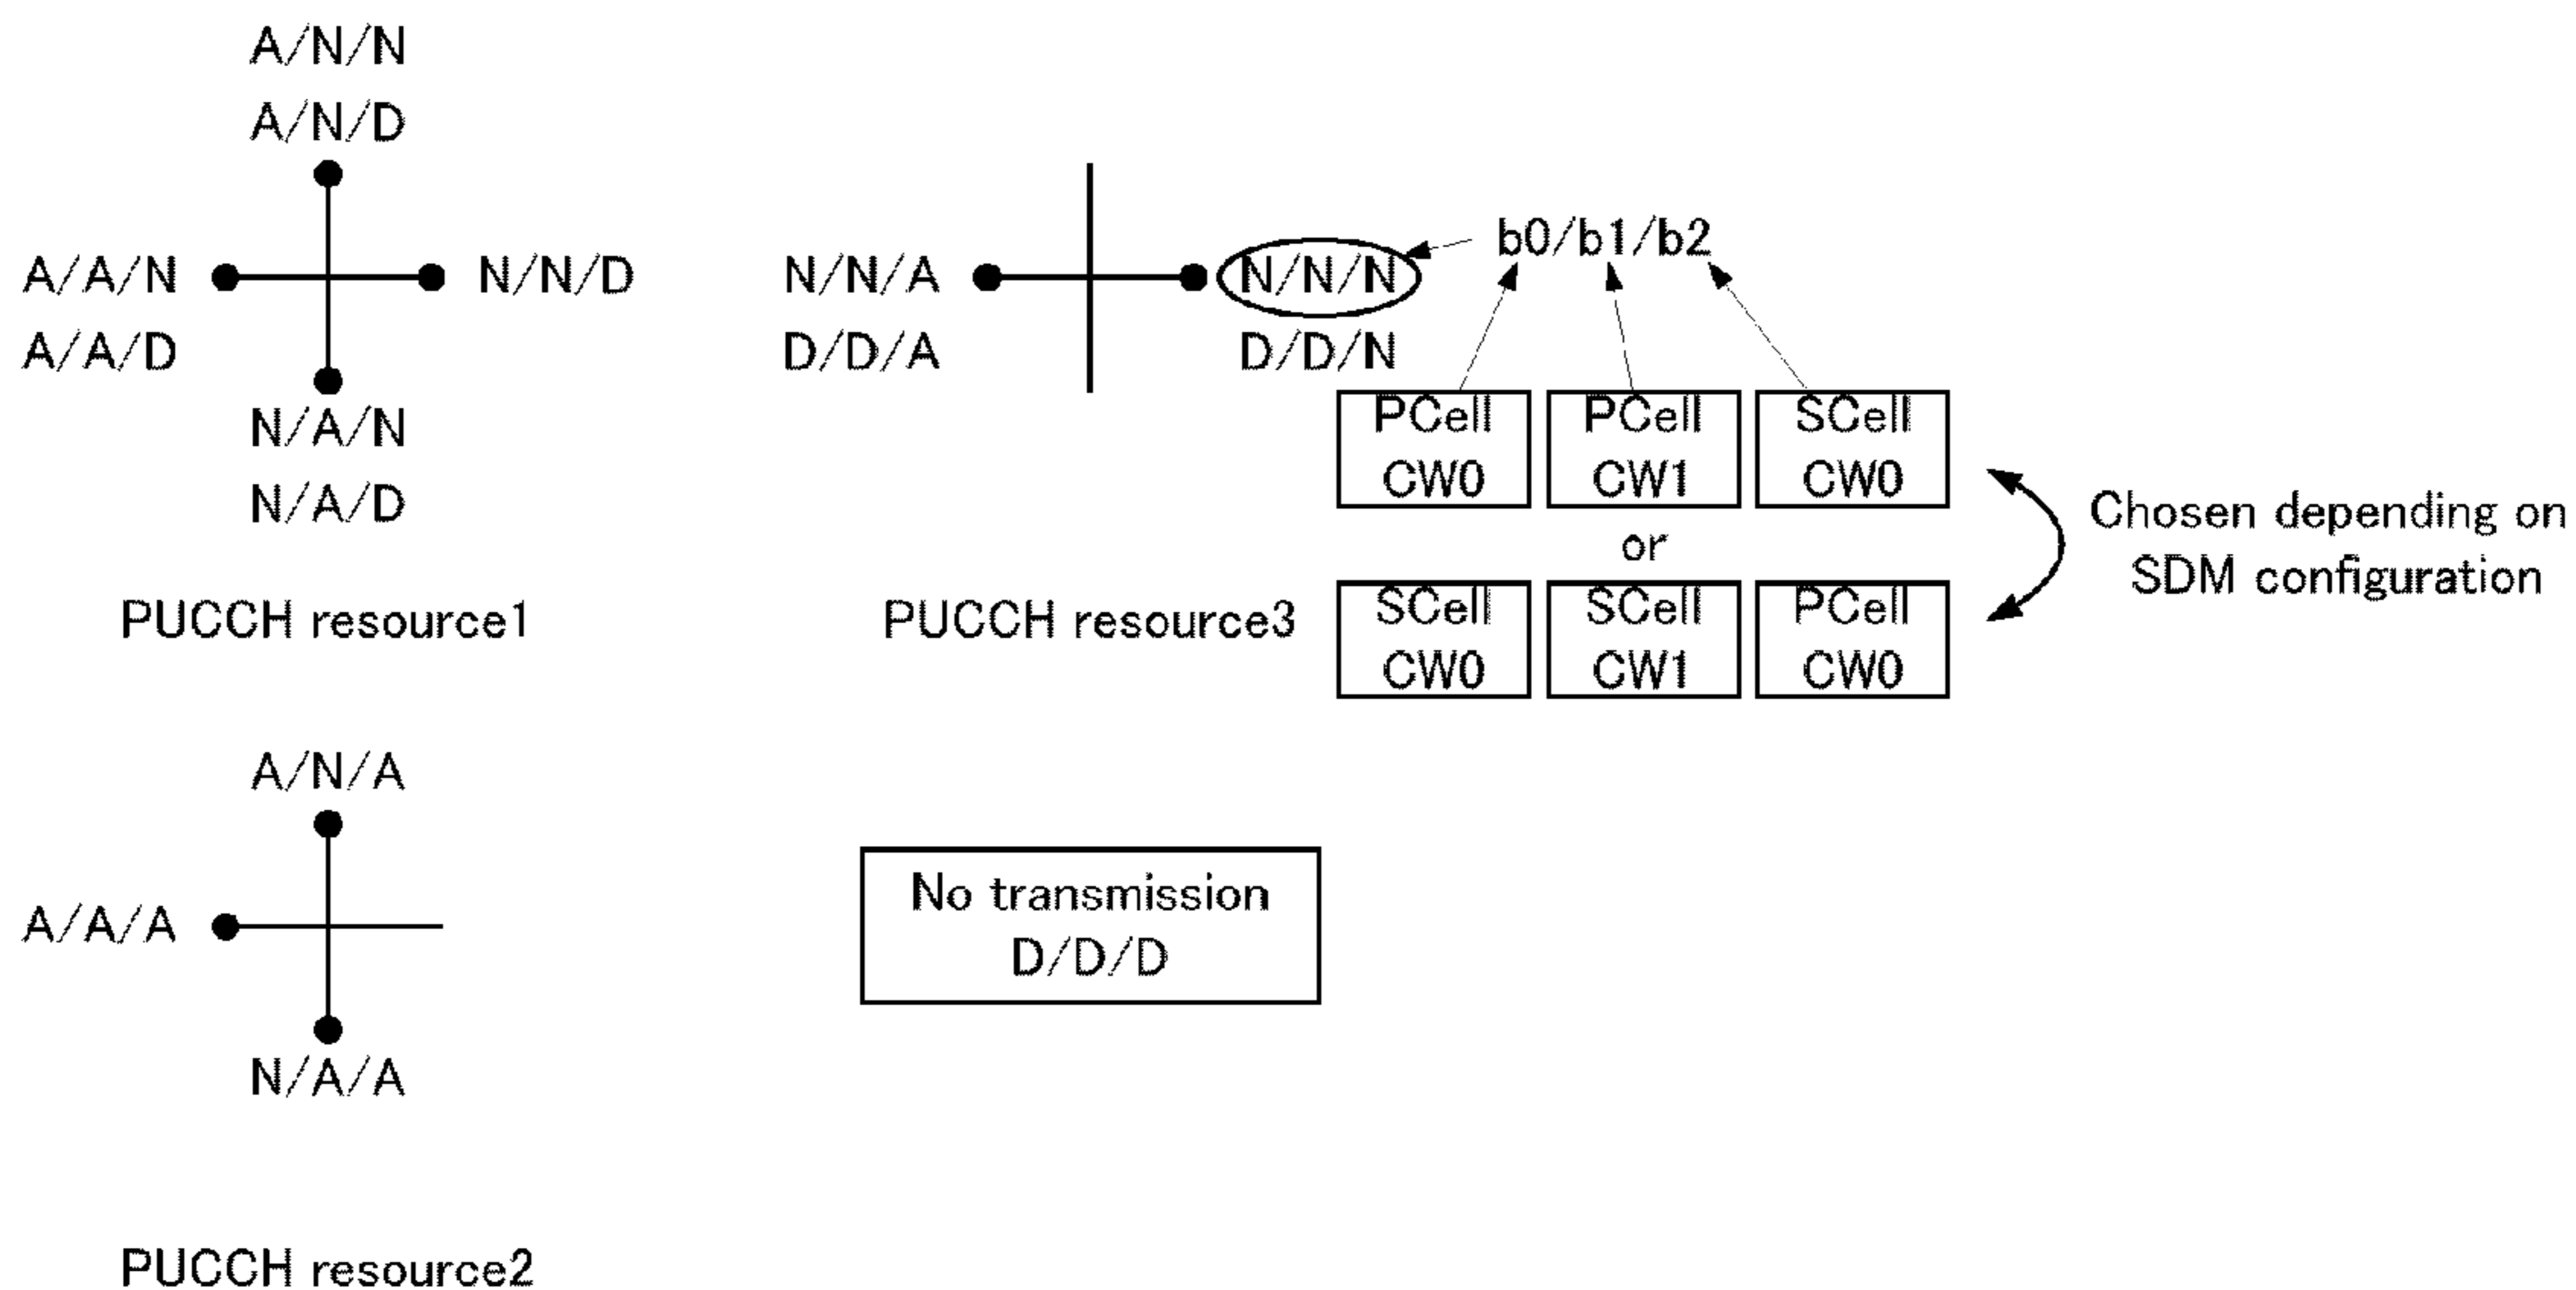 A/N/N
A/N/D
A/A/N
A/A/D
N/N/D
N/A/N
N/A/D
PUCCH resource1
N/N/A
D/D/A
N/N/N
D/D/N
b0/b1/b2
PCell
CW0
PCell
CW1
SCell
CW0
or
SCell
CW0
SCell
CW1
PCell
CW0
Chosen depending on
SDM configuration
PUCCH resource3
A/N/A
A/A/A
N/A/A
PUCCH resource2
No transmission
D/D/D